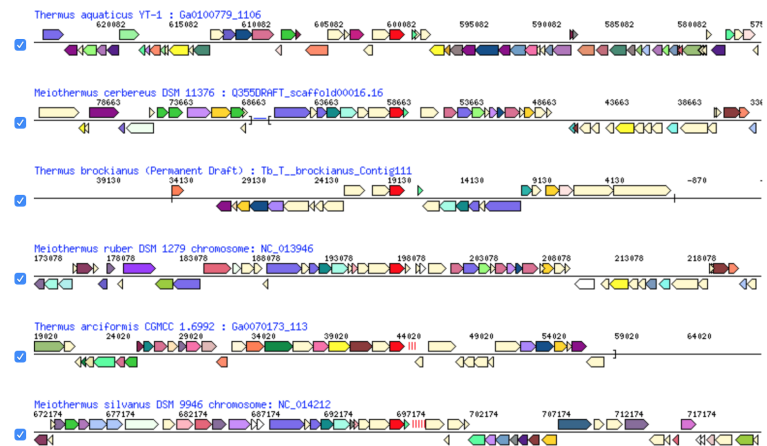 Thermus aquaticus YT-1 : Ga0100779_1106
620082 615082 610082 605082 600082 595082 590082 585082 580082 575
Meiothermus cerbereus DSM 11376 : Q355DRAFT_scaffold00016.16
78663 73663 68663 63663 58663 53663 48663 43663 38663 336
Thermus brockianus (Permanent Draft) : Tb_T__brockianus_Contig111
39130 34130 29130 24130 19130 9130 4130 -870
Meiothermus ruber DSM 1279 chromosome: NC_013946
173078 178078 183078 188078 193078 198078 203078 208078 213078 218078
Thermus arciformis CGMCC 1.6992 : Ga0070173_113
19020 24020 29020 34020 39020 44020 49020 54020 59020 64020
Meiothermus silvanus DSM 9946 chromosome: NC_014212
672174 677174 682174 687174 692174 697174 702174 707174 712174 717174